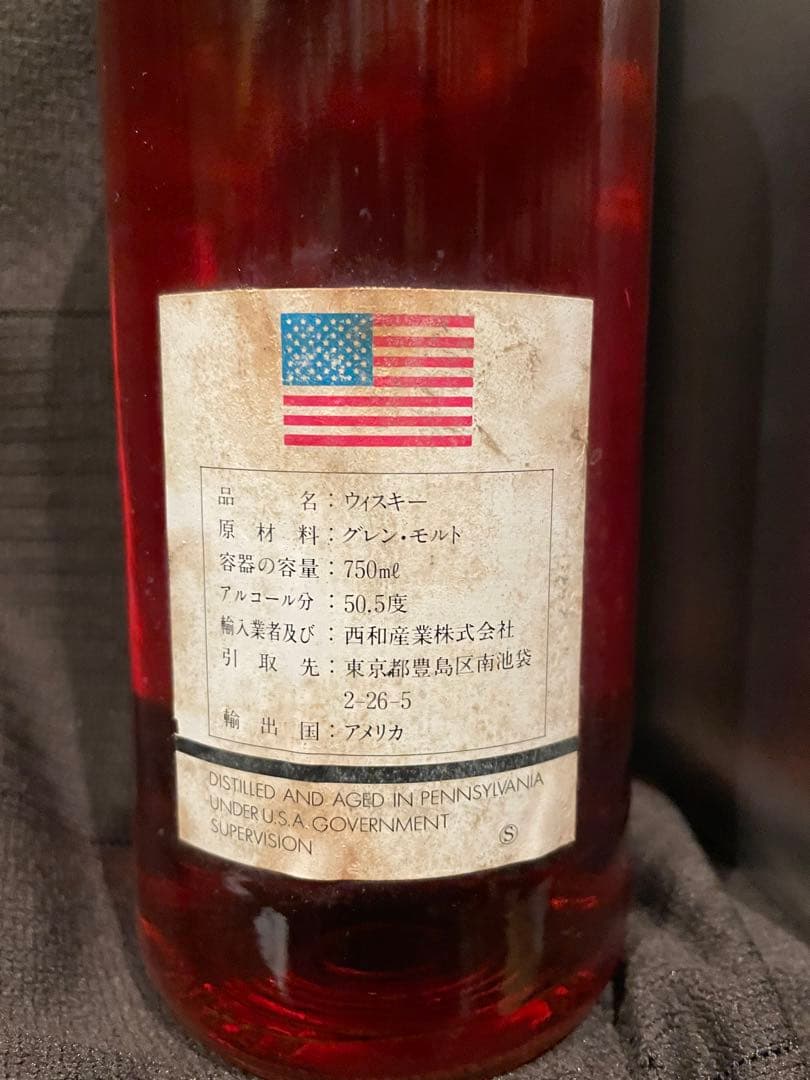 品名：ウィスキー
原材料：グレン・モルト
容器の容量：750mℓ
アルコール分：50.5度
輸入業者及び：西和産業株式会社
引取先：東京都豊島区南池袋
2-26-5
輸出国：アメリカ
DISTILLED AND AGED IN PENNSYLVANIA
UNDER U.S.A. GOVERNMENT
SUPERVISION
Ⓢ